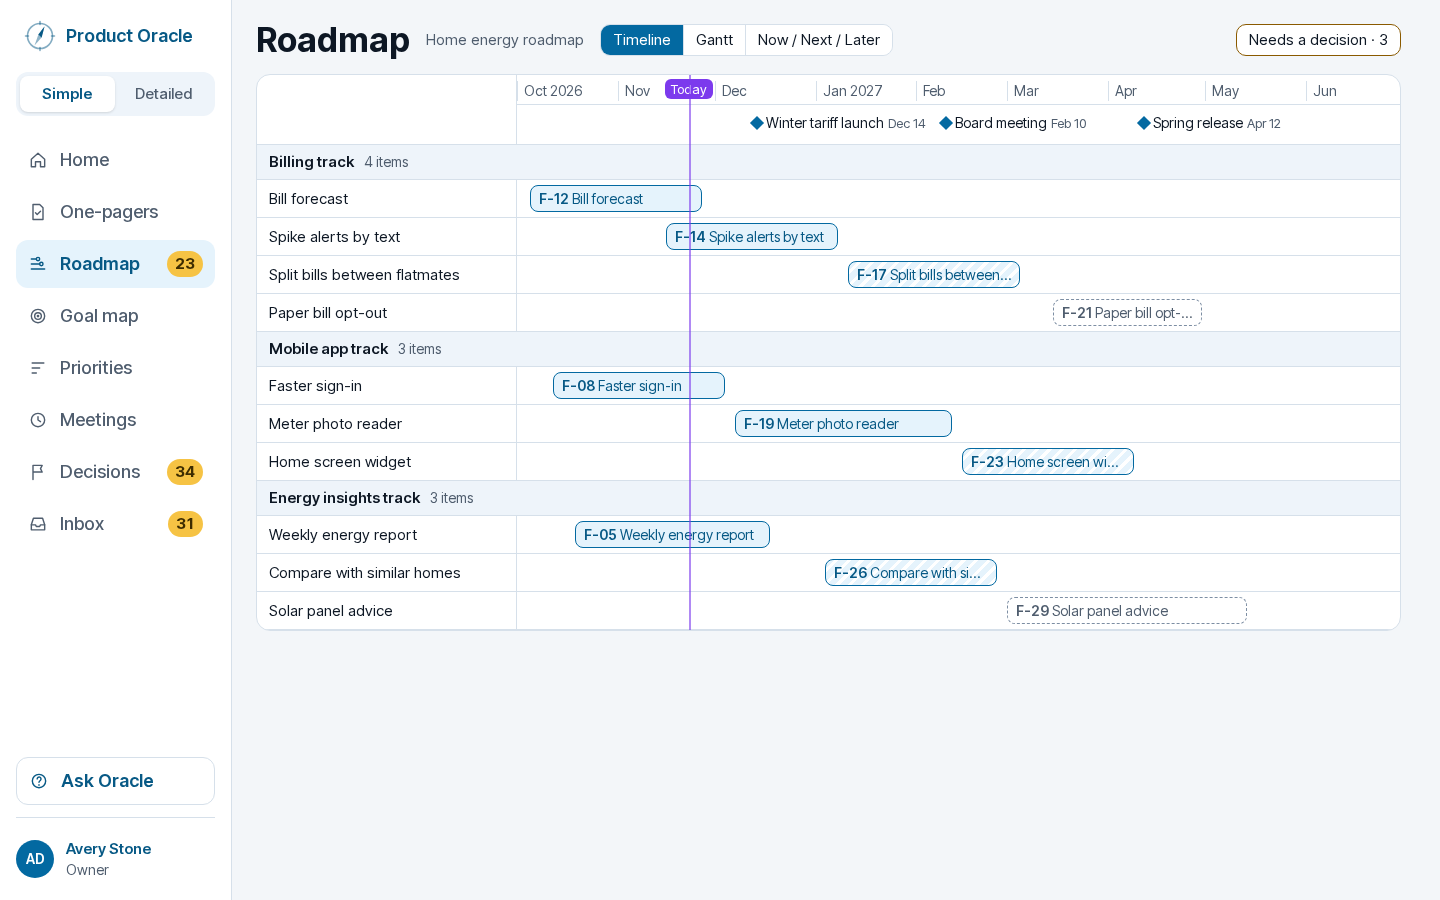 Product Oracle
Simple Detailed
Home
One-pagers
Roadmap 23
Goal map
Priorities
Meetings
Decisions 34
Inbox 31
Ask Oracle
AD Avery Stone
Owner
Roadmap Home energy roadmap Timeline Gantt Now / Next / Later Needs a decision · 3
Oct 2026 Nov Today Dec Jan 2027 Feb Mar Apr May Jun
Winter tariff launch Dec 14 Board meeting Feb 10 Spring release Apr 12
Billing track 4 items
Bill forecast F-12 Bill forecast
Spike alerts by text F-14 Spike alerts by text
Split bills between flatmates F-17 Split bills between...
Paper bill opt-out F-21 Paper bill opt-...
Mobile app track 3 items
Faster sign-in F-08 Faster sign-in
Meter photo reader F-19 Meter photo reader
Home screen widget F-23 Home screen wi...
Energy insights track 3 items
Weekly energy report F-05 Weekly energy report
Compare with similar homes F-26 Compare with si...
Solar panel advice F-29 Solar panel advice